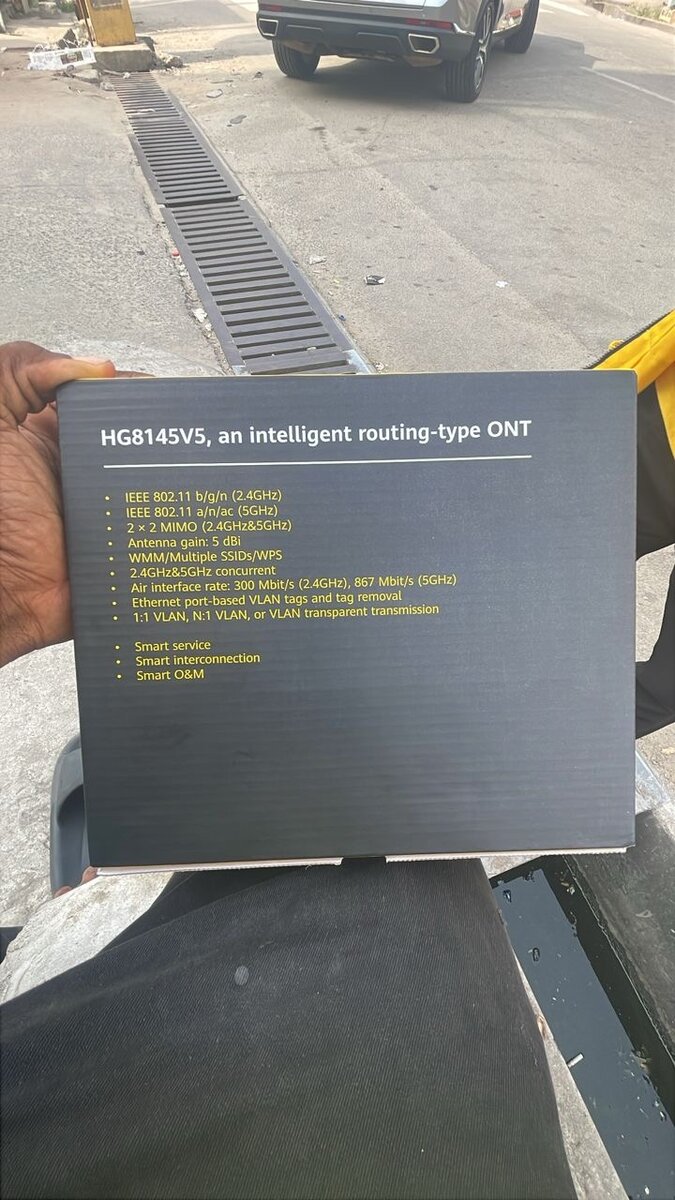 HG8145V5, an intelligent routing-type ONT
• IEEE 802.11 b/g/n (2.4GHz)
• IEEE 802.11 a/n/ac (5GHz)
• 2 × 2 MIMO (2.4GHz&5GHz)
• Antenna gain: 5 dBi
• WMM/Multiple SSIDs/WPS
• 2.4GHz&5GHz concurrent
• Air interface rate: 300 Mbit/s (2.4GHz), 867 Mbit/s (5GHz)
• Ethernet port-based VLAN tags and tag removal
• 1:1 VLAN, N:1 VLAN, or VLAN transparent transmission
• Smart service
• Smart interconnection
• Smart O&M